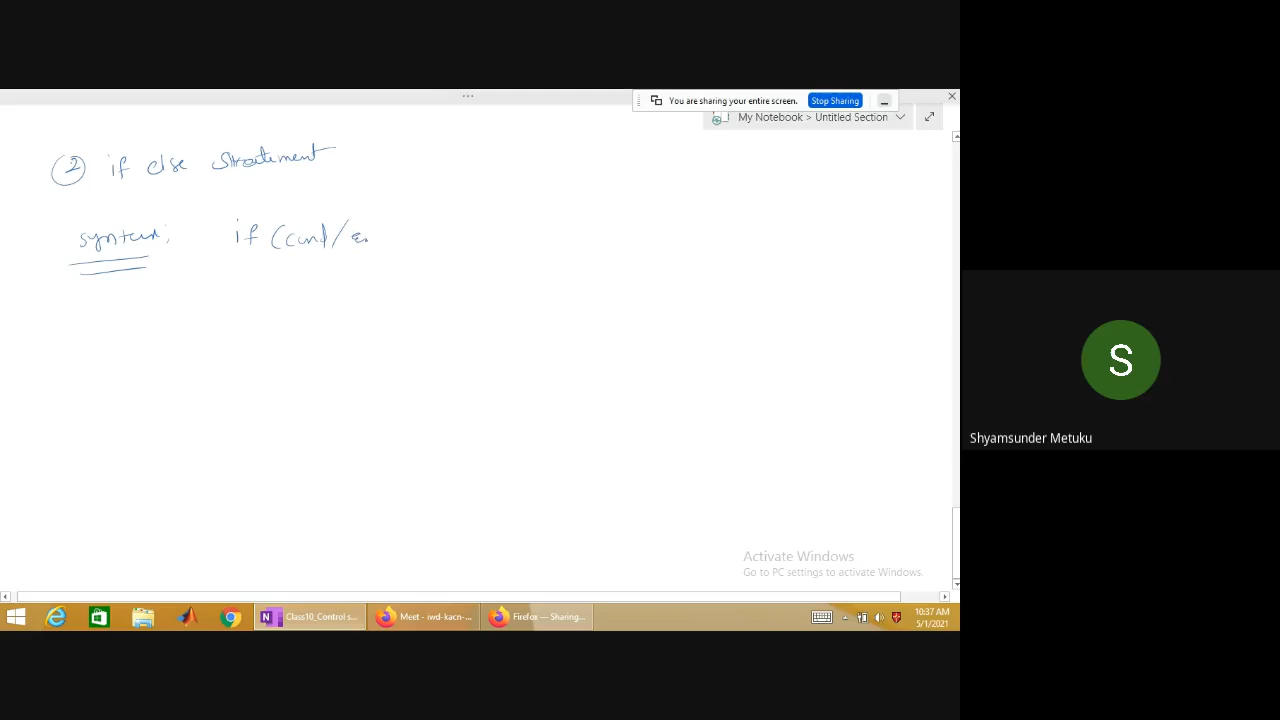 You are sharing your entire screen. Stop Sharing
My Notebook > Untitled Section
2 if else Statement
syntax: if (cond/ex
S
Shyamsunder Metuku
Activate Windows
Go to PC settings to activate Windows.
N Class10_Control s... Meet - iwd-kacn-... Firefox — Sharing...
10:37 AM
5/1/2021